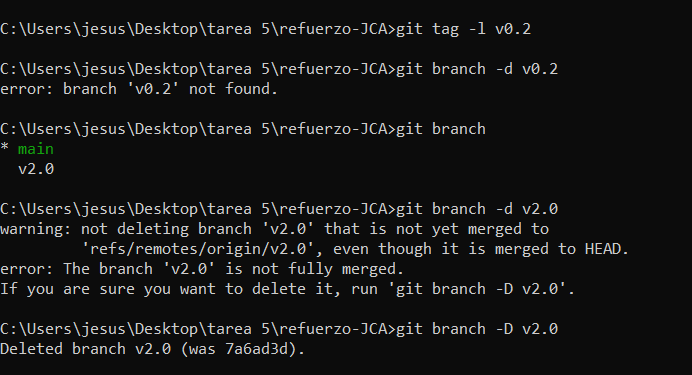 C:\Users\jesus\Desktop\tarea 5\refuerzo-JCA>git tag -l v0.2
C:\Users\jesus\Desktop\tarea 5\refuerzo-JCA>git branch -d v0.2
error: branch 'v0.2' not found.
C:\Users\jesus\Desktop\tarea 5\refuerzo-JCA>git branch
* main
  v2.0
C:\Users\jesus\Desktop\tarea 5\refuerzo-JCA>git branch -d v2.0
warning: not deleting branch 'v2.0' that is not yet merged to
         'refs/remotes/origin/v2.0', even though it is merged to HEAD.
error: The branch 'v2.0' is not fully merged.
If you are sure you want to delete it, run 'git branch -D v2.0'.
C:\Users\jesus\Desktop\tarea 5\refuerzo-JCA>git branch -D v2.0
Deleted branch v2.0 (was 7a6ad3d).